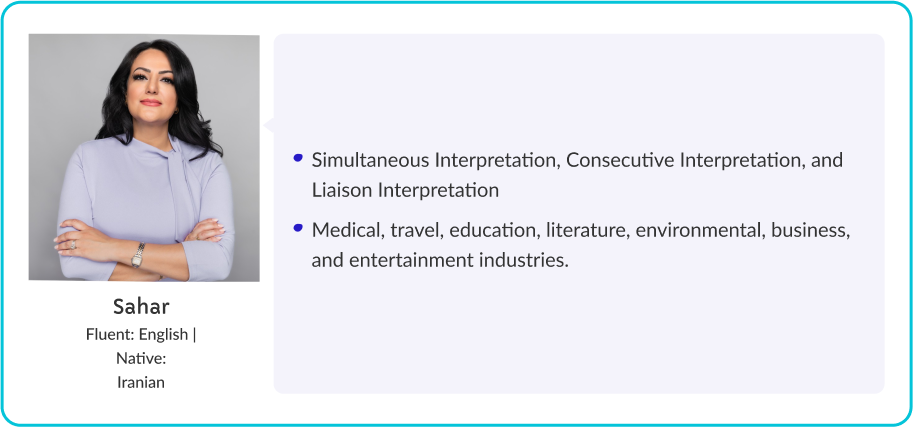 Simultaneous Interpretation, Consecutive Interpretation, and
Liaison Interpretation
Medical, travel, education, literature, environmental, business,
and entertainment industries.
Sahar
Fluent: English |
Native:
Iranian